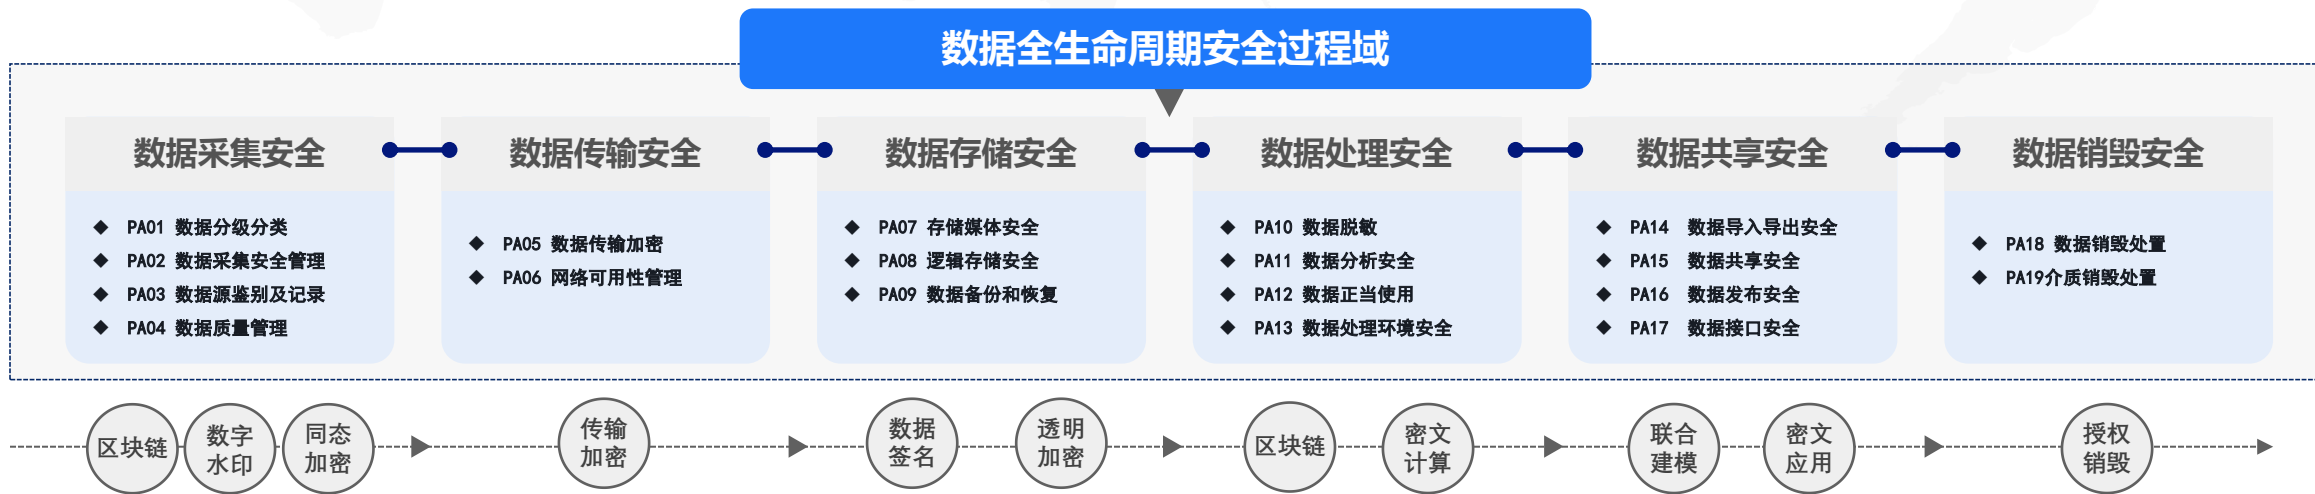 数据全生命周期安全过程域
数据采集安全
PA01 数据分级分类
PA02 数据采集安全管理
PA03 数据源鉴别及记录
PA04 数据质量管理
数据传输安全
PA05 数据传输加密
PA06 网络可用性管理
数据存储安全
PA07 存储媒体安全
PA08 逻辑存储安全
PA09 数据备份和恢复
数据处理安全
PA10 数据脱敏
PA11 数据分析安全
PA12 数据正当使用
PA13 数据处理环境安全
数据共享安全
PA14 数据导入导出安全
PA15 数据共享安全
PA16 数据发布安全
PA17 数据接口安全
数据销毁安全
PA18 数据销毁处置
PA19介质销毁处置
区块链
数字
水印
同态
加密
传输
加密
数据
签名
透明
加密
区块链
密文
计算
联合
建模
密文
应用
授权
销毁